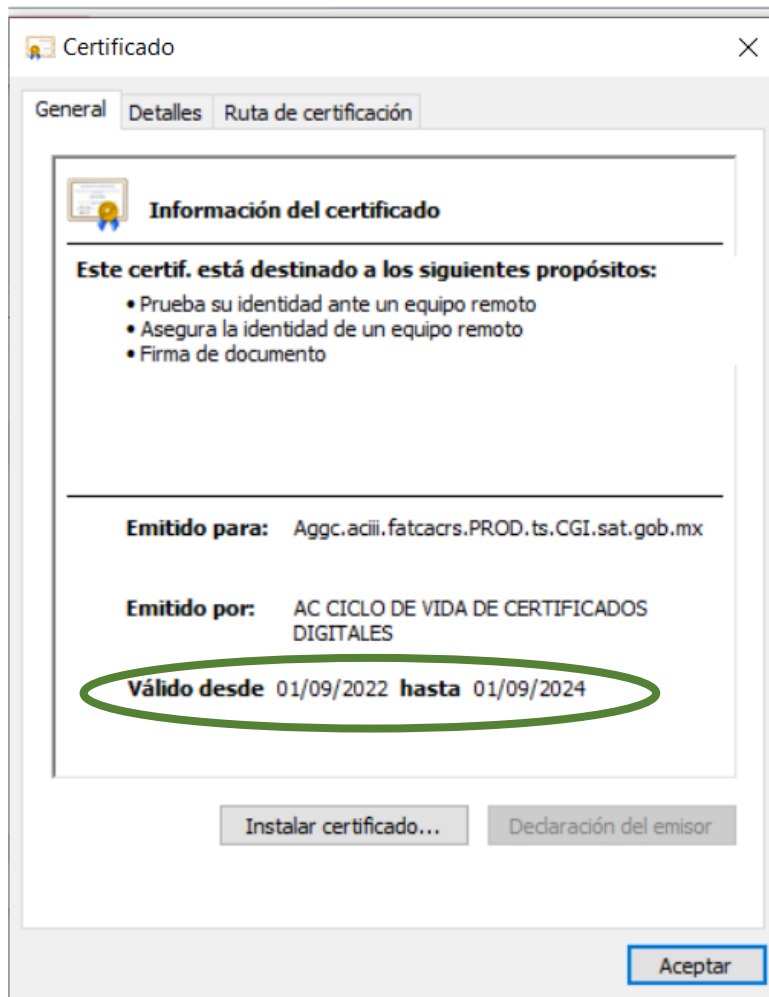 Certificado
General Detalles Ruta de certificación
Información del certificado
Este certif. está destinado a los siguientes propósitos:
• Prueba su identidad ante un equipo remoto
• Asegura la identidad de un equipo remoto
• Firma de documento
Emitido para: Aggc.aciii.fatcacrs.PROD.ts.CGI.sat.gob.mx
Emitido por: AC CICLO DE VIDA DE CERTIFICADOS
DIGITALES
Válido desde 01/09/2022 hasta 01/09/2024
Instalar certificado... Declaración del emisor
Aceptar